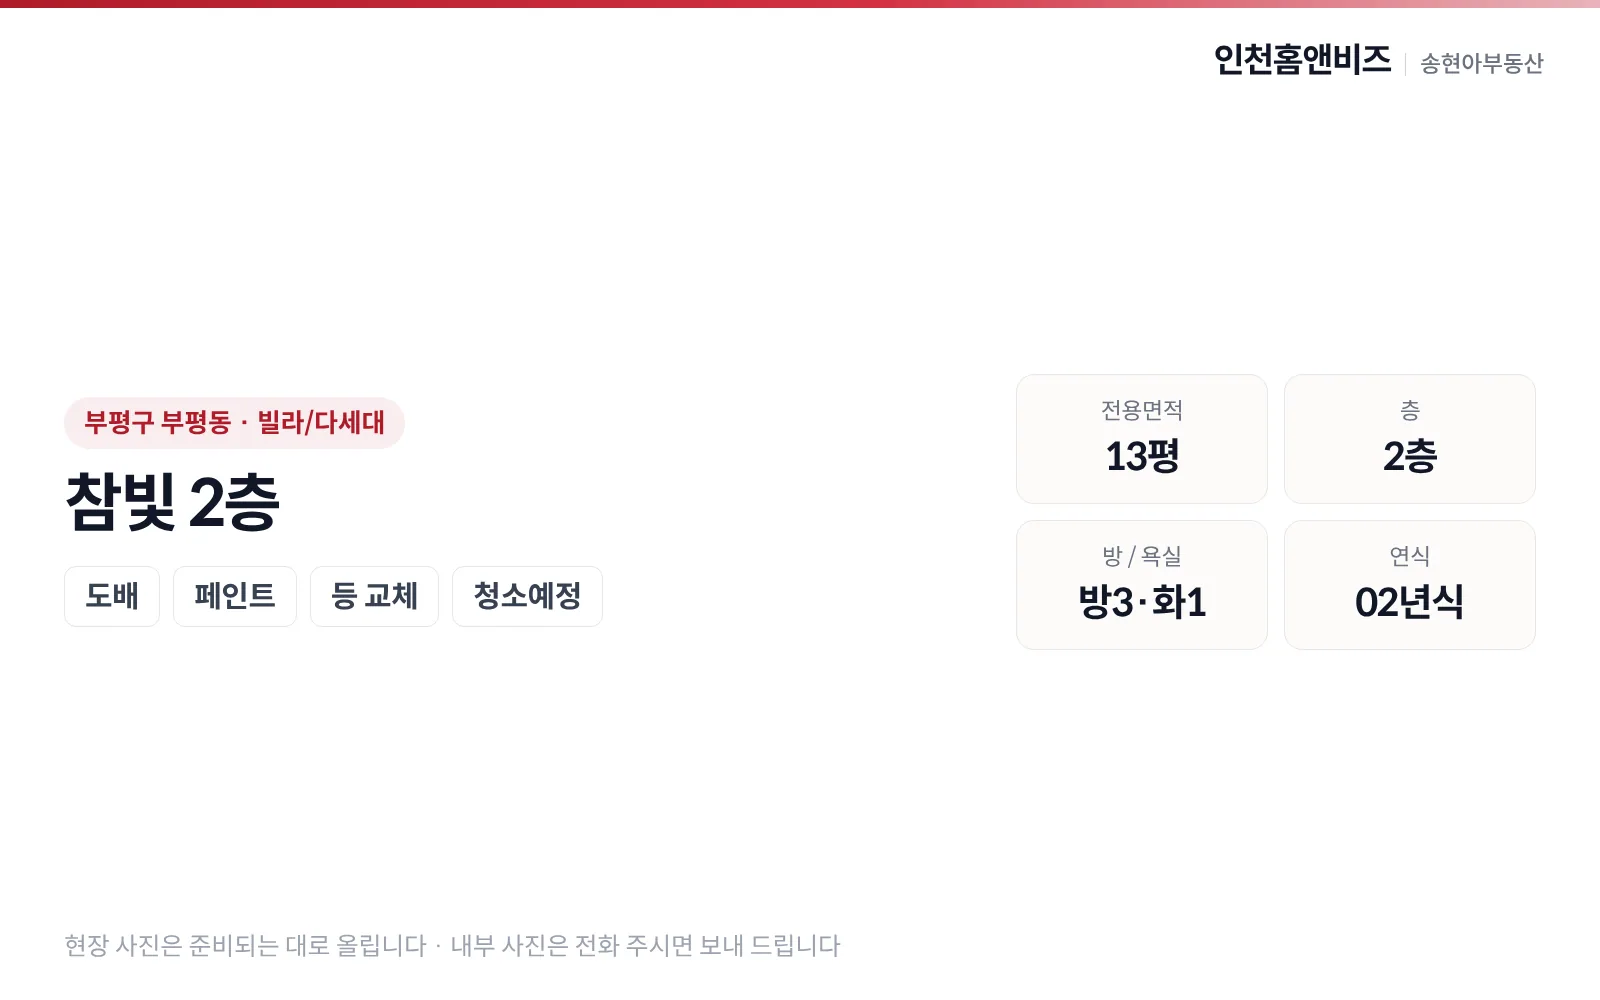 인천홈앤비즈 송현아부동산
부평구 부평동 · 빌라/다세대
참빛 2층
도배 페인트 등 교체 청소예정
전용면적
13평
층
2층
방 / 욕실
방3·화1
연식
02년식
현장 사진은 준비되는 대로 올립니다 · 내부 사진은 전화 주시면 보내 드립니다